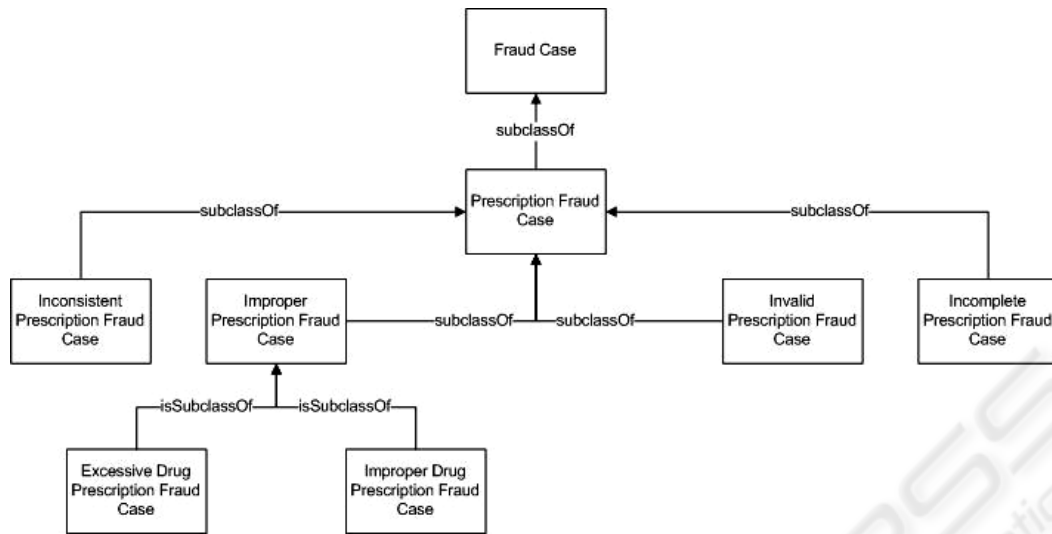 Fraud Case
subclassOf
Prescription Fraud
Case
subclassOf
subclassOf
Inconsistent
Prescription Fraud
Case
Improper
Prescription Fraud
Case
subclassOf
subclassOf
Invalid
Prescription Fraud
Case
Incomplete
Prescription Fraud
Case
isSubclassOf
isSubclassOf
Excessive Drug
Prescription Fraud
Case
Improper Drug
Prescription Fraud
Case